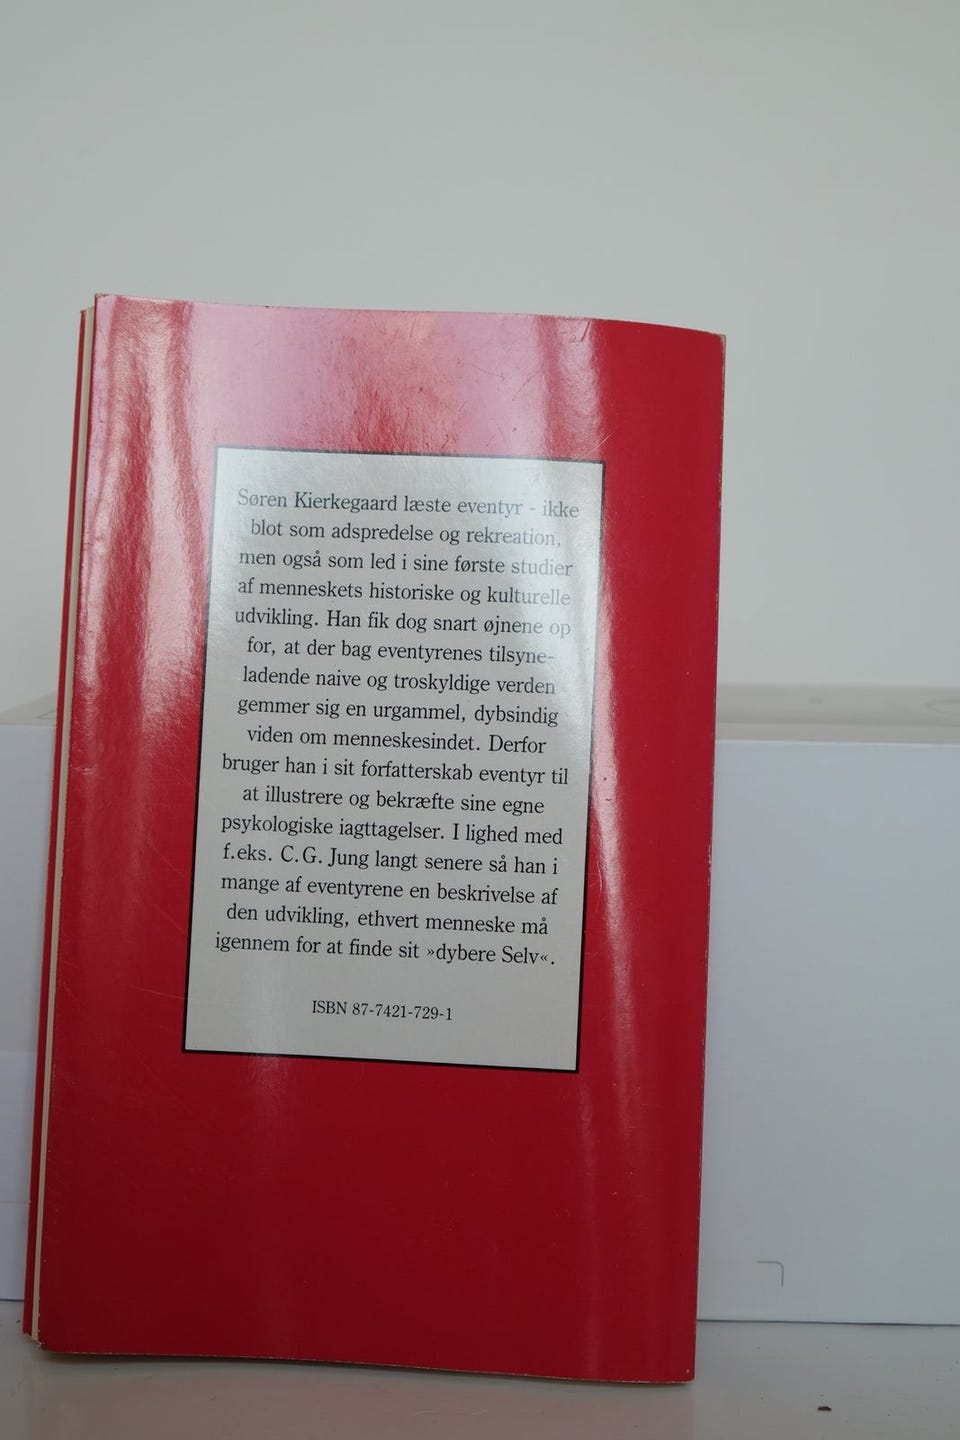 Søren Kierkegaard læste eventyr - ikke
blot som adspredelse og rekreation,
men også som led i sine første studier
af menneskets historiske og kulturelle
udvikling. Han fik dog snart øjnene op
for, at der bag eventyrenes tilsyne-
ladende naive og troskyldige verden
gemmer sig en urgammel, dybsindig
viden om menneskesindet. Derfor
bruger han i sit forfatterskab eventyr til
at illustrere og bekræfte sine egne
psykologiske iagttagelser. I lighed med
f.eks. C.G. Jung langt senere så han i
mange af eventyrene en beskrivelse af
den udvikling, ethvert menneske må
igennem for at finde sit »dybere Selv«.
ISBN 87-7421-729-1